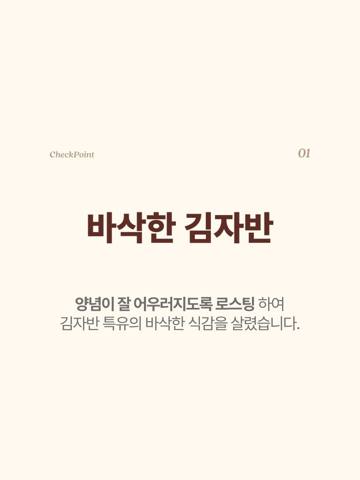 CheckPoint 01
바삭한 김자반
양념이 잘 어우러지도록 로스팅 하여
김자반 특유의 바삭한 식감을 살렸습니다.